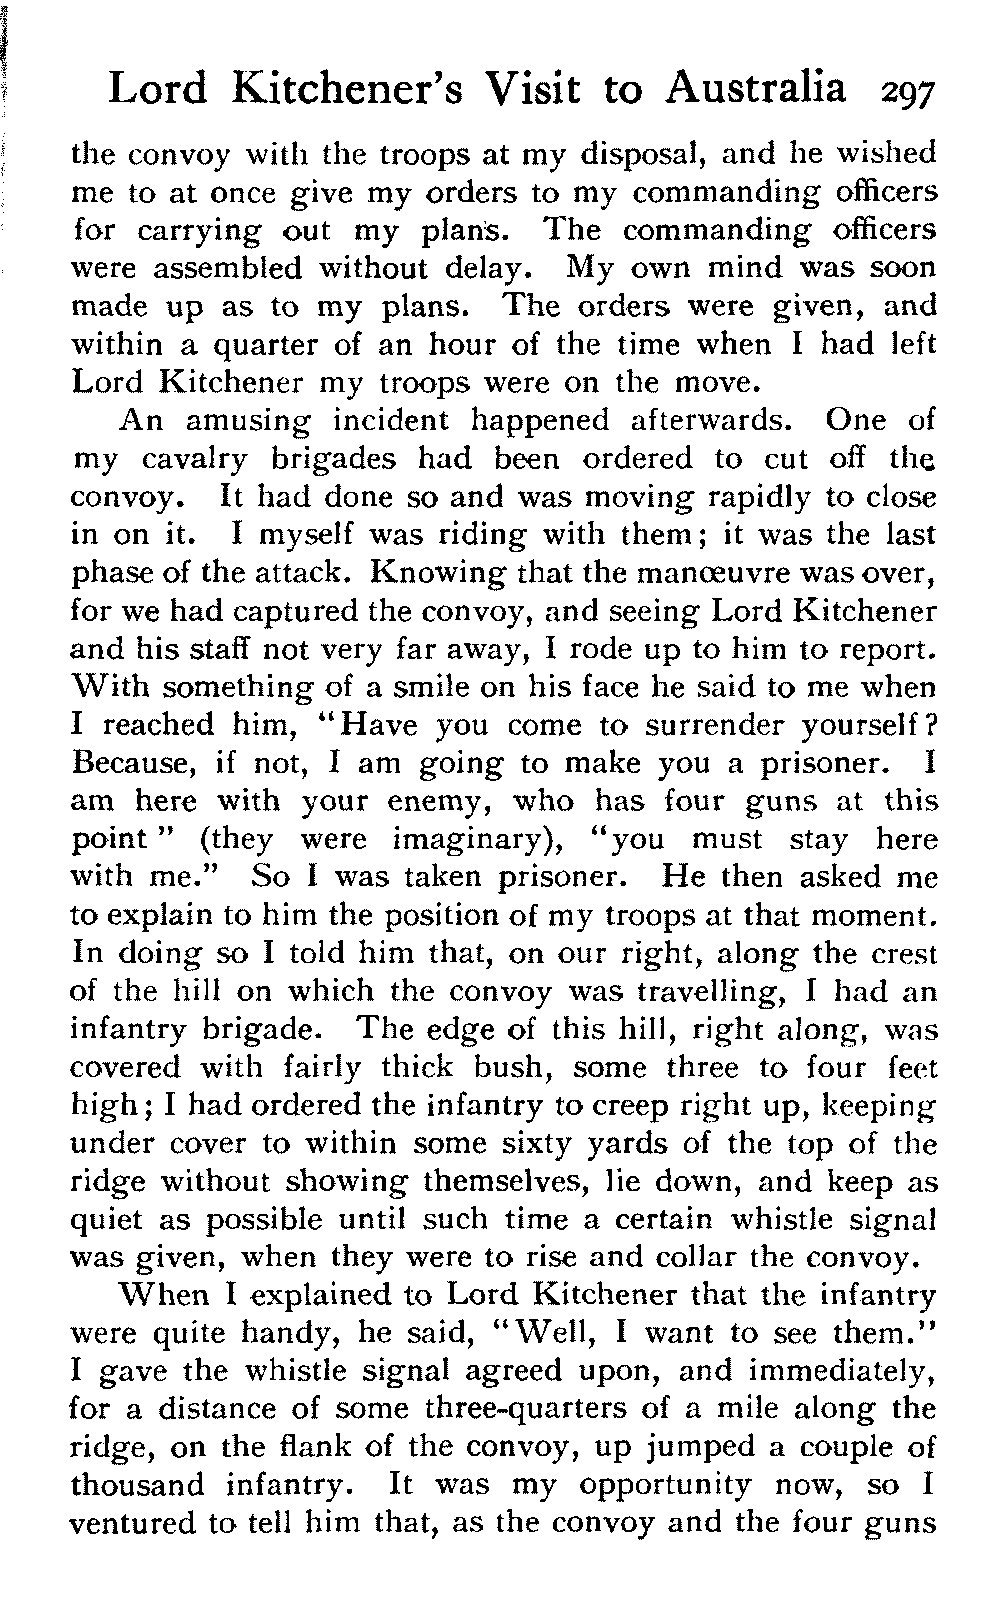 Lord Kitchener's Visit to Australia 297
the convoy with the troops at my disposal, and he wished
me to at once give my orders to my commanding officers
for carrying out my plans. The commanding officers
were assembled without delay. My own mind was soon
made up as to my plans. The orders were given, and
within a quarter of an hour of the time when I had left
Lord Kitchener my troops were on the move.
An amusing incident happened afterwards. One of
my cavalry brigades had been ordered to cut off the
convoy. It had done so and was moving rapidly to close
in on it. I myself was riding with them; it was the last
phase of the attack. Knowing that the manœuvre was over,
for we had captured the convoy, and seeing Lord Kitchener
and his staff not very far away, I rode up to him to report.
With something of a smile on his face he said to me when
I reached him, "Have you come to surrender yourself?
Because, if not, I am going to make you a prisoner. I
am here with your enemy, who has four guns at this
point" (they were imaginary), "you must stay here
with me." So I was taken prisoner. He then asked me
to explain to him the position of my troops at that moment.
In doing so I told him that, on our right, along the crest
of the hill on which the convoy was travelling, I had an
infantry brigade. The edge of this hill, right along, was
covered with fairly thick bush, some three to four feet
high; I had ordered the infantry to creep right up, keeping
under cover to within some sixty yards of the top of the
ridge without showing themselves, lie down, and keep as
quiet as possible until such time a certain whistle signal
was given, when they were to rise and collar the convoy.
When I explained to Lord Kitchener that the infantry
were quite handy, he said, "Well, I want to see them."
I gave the whistle signal agreed upon, and immediately,
for a distance of some three-quarters of a mile along the
ridge, on the flank of the convoy, up jumped a couple of
thousand infantry. It was my opportunity now, so I
ventured to tell him that, as the convoy and the four guns